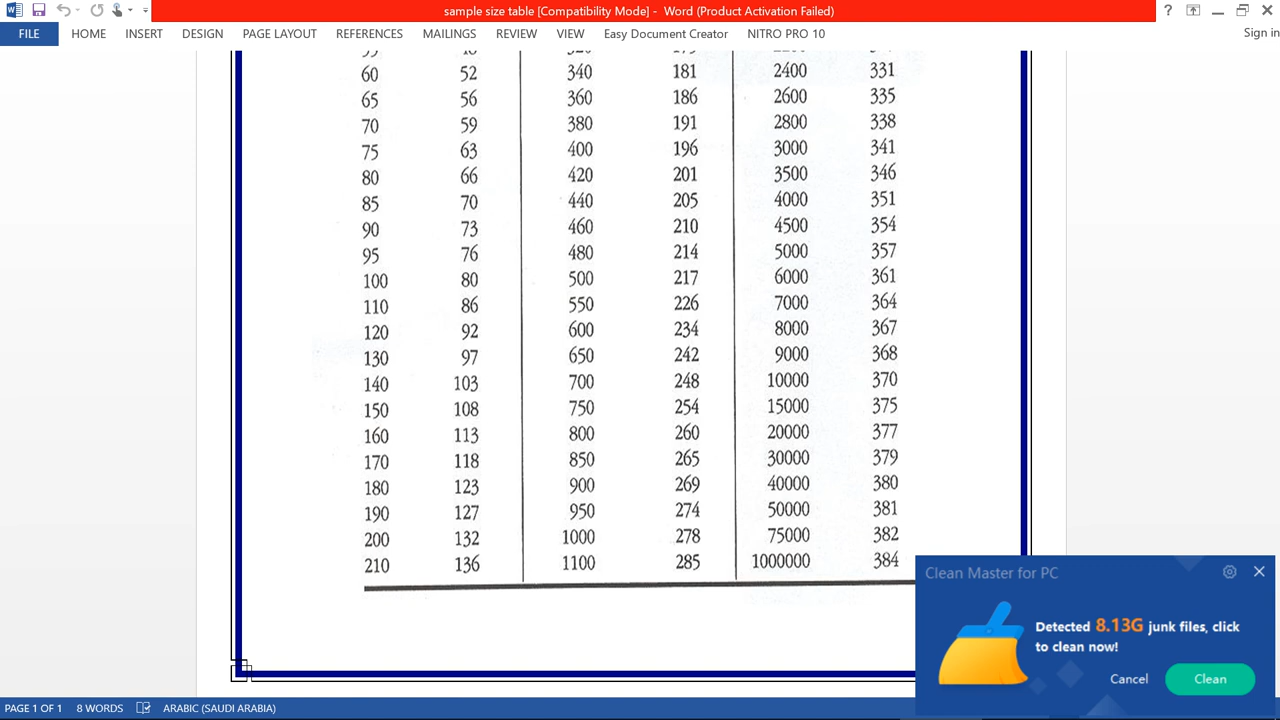 sample size table [Compatibility Mode] - Word (Product Activation Failed)
FILE HOME INSERT DESIGN PAGE LAYOUT REFERENCES MAILINGS REVIEW VIEW Easy Document Creator NITRO PRO 10 Sign in
60 52 340 181 2400 331
65 56 360 186 2600 335
70 59 380 191 2800 338
75 63 400 196 3000 341
80 66 420 201 3500 346
85 70 440 205 4000 351
90 73 460 210 4500 354
95 76 480 214 5000 357
100 80 500 217 6000 361
110 86 550 226 7000 364
120 92 600 234 8000 367
130 97 650 242 9000 368
140 103 700 248 10000 370
150 108 750 254 15000 375
160 113 800 260 20000 377
170 118 850 265 30000 379
180 123 900 269 40000 380
190 127 950 274 50000 381
200 132 1000 278 75000 382
210 136 1100 285 1000000 384
Clean Master for PC
Detected 8.13G junk files, click
to clean now!
Cancel Clean
PAGE 1 OF 1 8 WORDS ARABIC (SAUDI ARABIA)